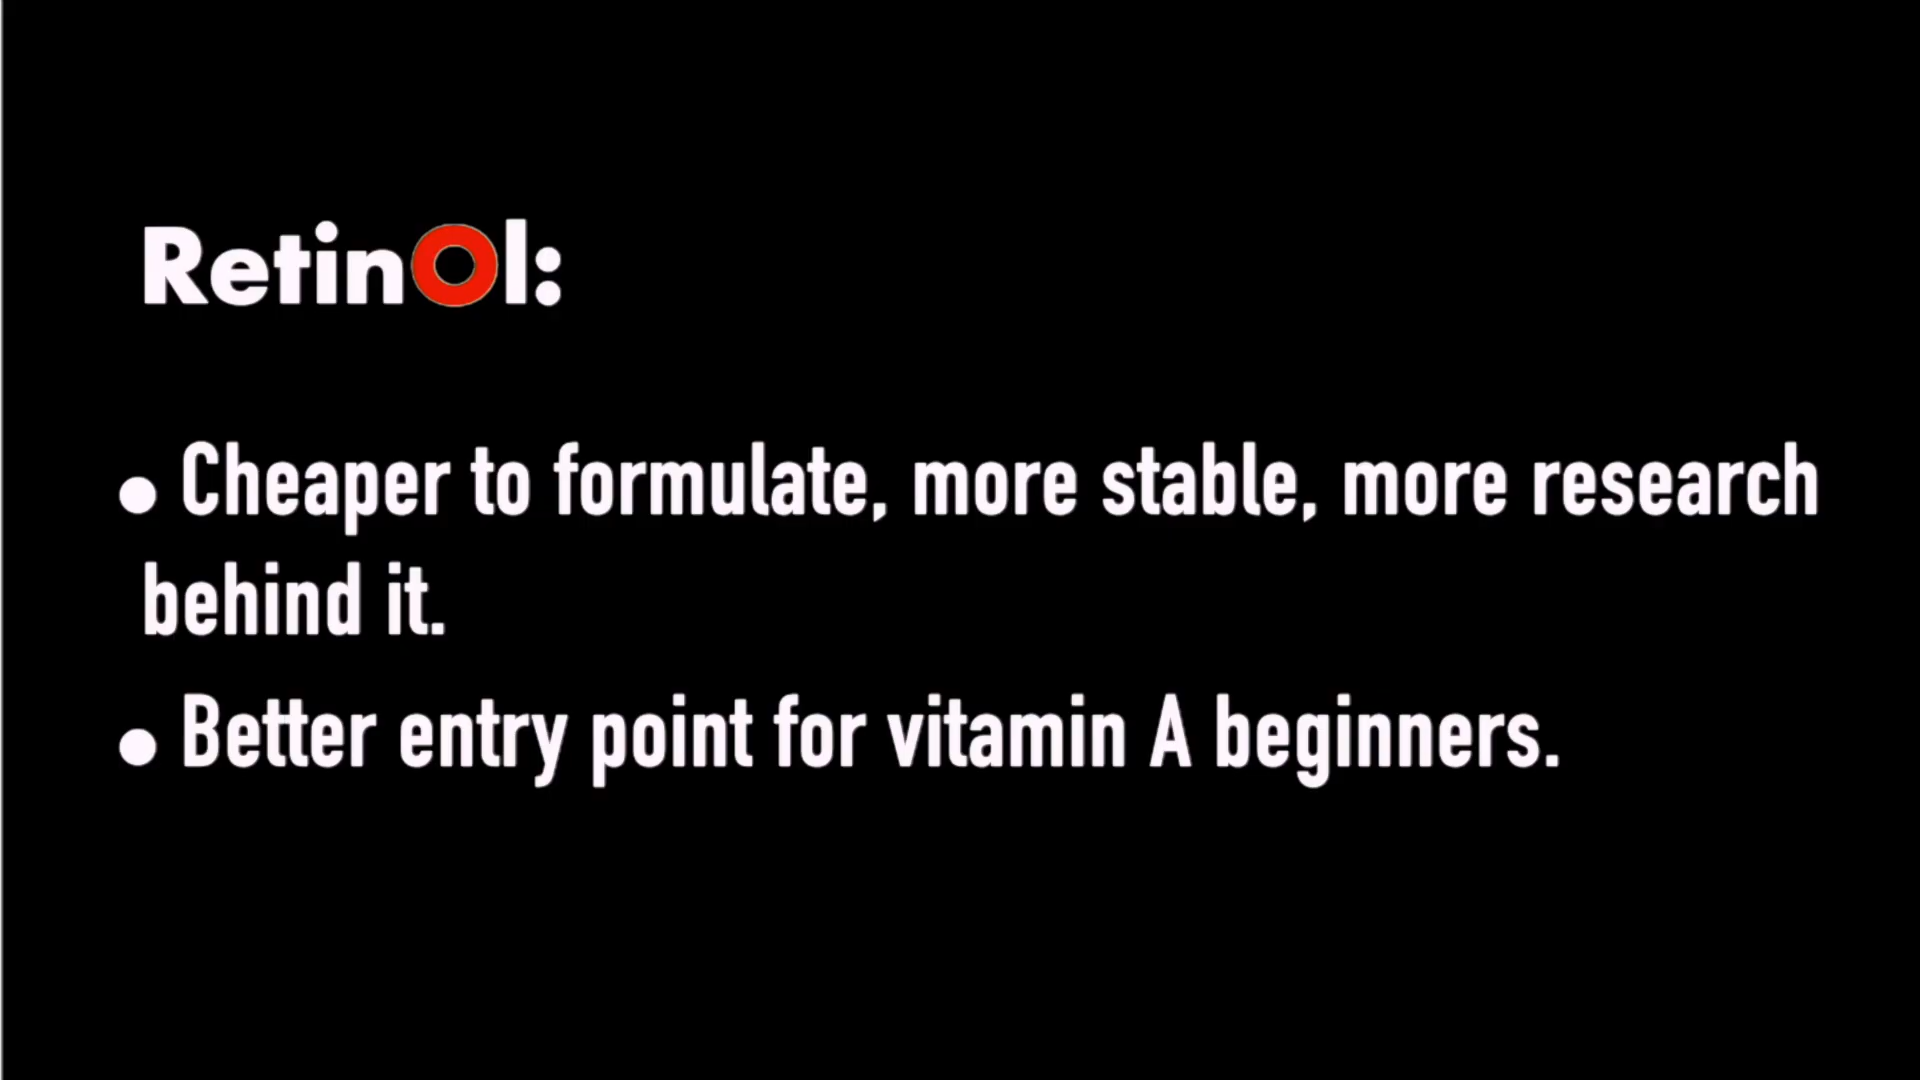 RetinOl:
• Cheaper to formulate, more stable, more research
behind it.
• Better entry point for vitamin A beginners.